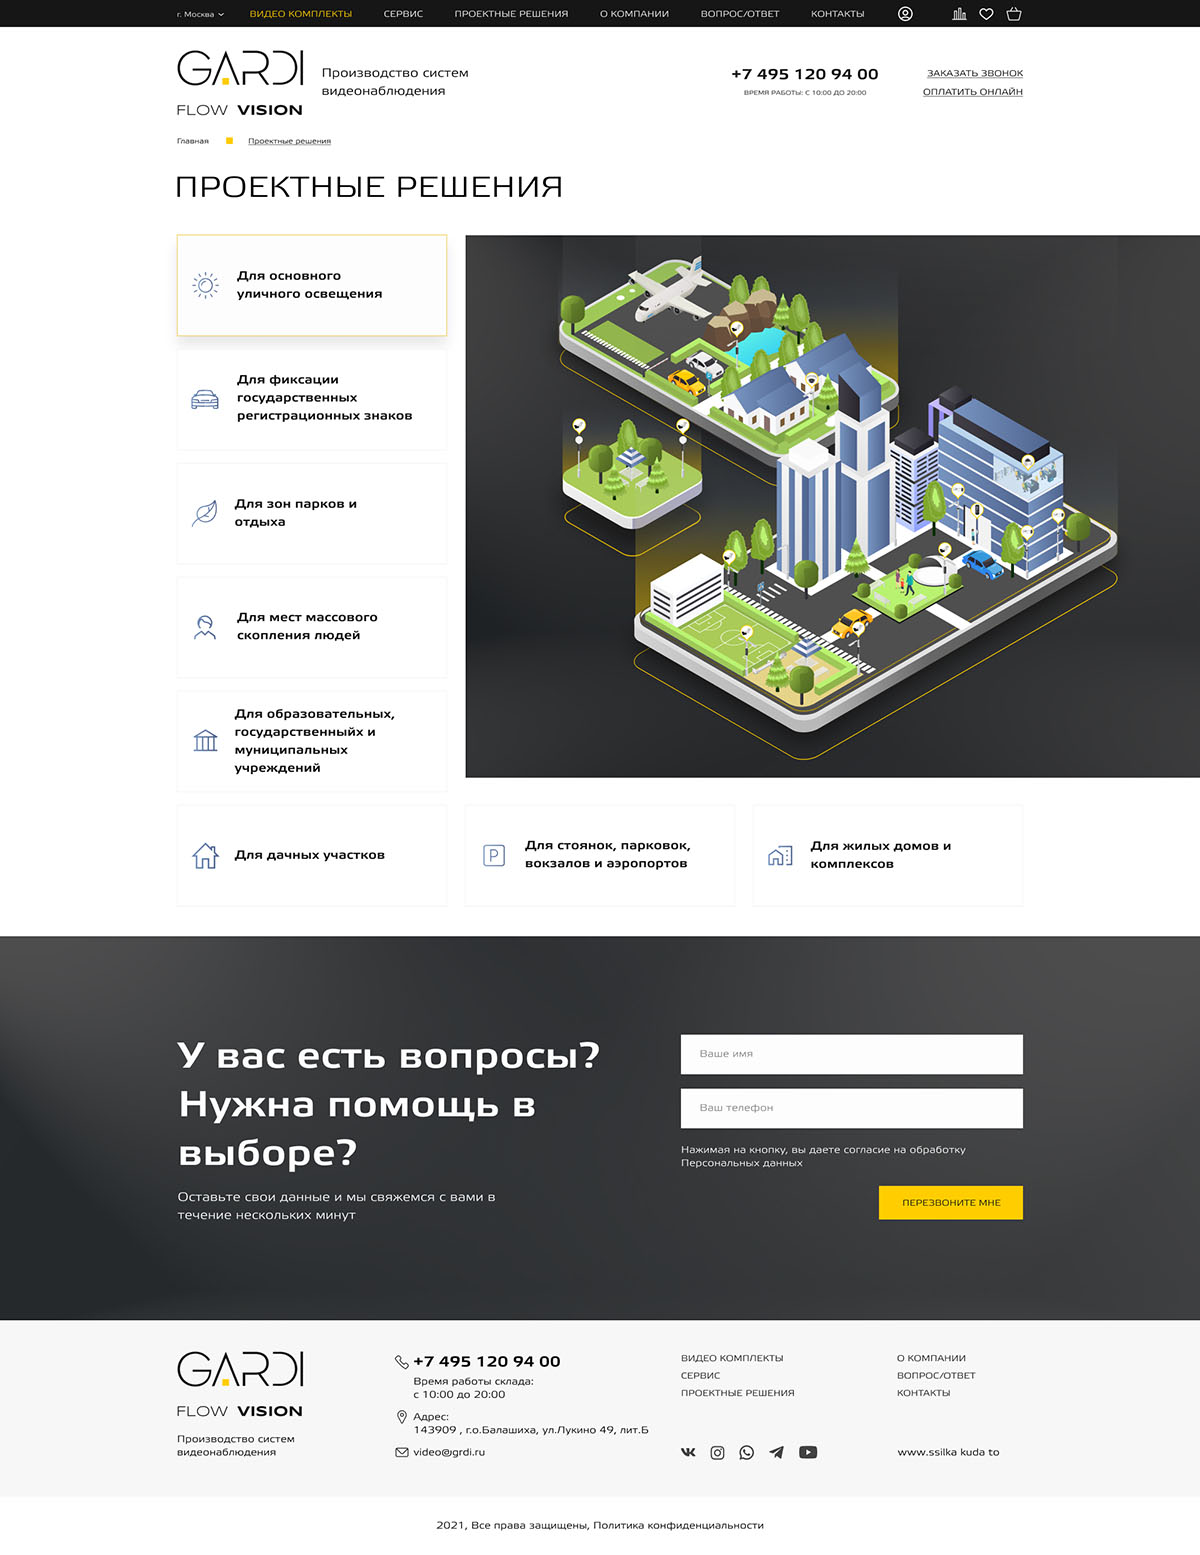 г. Москва
ВИДЕО КОМПЛЕКТЫ
СЕРВИС
ПРОЕКТНЫЕ РЕШЕНИЯ
О КОМПАНИИ
ВОПРОС/ОТВЕТ
КОНТАКТЫ
GARDI
FLOW VISION
Производство систем
видеонаблюдения
+7 495 120 94 00
ВРЕМЯ РАБОТЫ: С 10:00 ДО 20:00
ЗАКАЗАТЬ ЗВОНОК
ОПЛАТИТЬ ОНЛАЙН
Главная
Проектные решения
ПРОЕКТНЫЕ РЕШЕНИЯ
Для основного
уличного освещения
Для фиксации
государственных
регистрационных знаков
Для зон парков и
отдыха
Для мест массового
скопления людей
Для образовательных,
государственныйх и
муниципальных
учреждений
Для дачных участков
P
Для стоянок, парковок,
вокзалов и аэропортов
Для жилых домов и
комплексов
У вас есть вопросы?
Нужна помощь в
выборе?
Оставьте свои данные и мы свяжемся с вами в
течение нескольких минут
Ваше имя
Ваш телефон
Нажимая на кнопку, вы даете согласие на обработку
Персональных данных
ПЕРЕЗВОНИТЕ МНЕ
GARDI
FLOW VISION
Производство систем
видеонаблюдения
+7 495 120 94 00
Время работы склада:
с 10:00 до 20:00
Адрес:
143909 , г.о.Балашиха, ул.Лукино 49, лит.Б
video@grdi.ru
ВИДЕО КОМПЛЕКТЫ
СЕРВИС
ПРОЕКТНЫЕ РЕШЕНИЯ
О КОМПАНИИ
ВОПРОС/ОТВЕТ
КОНТАКТЫ
www.ssilka kuda to
2021, Все права защищены, Политика конфиденциальности